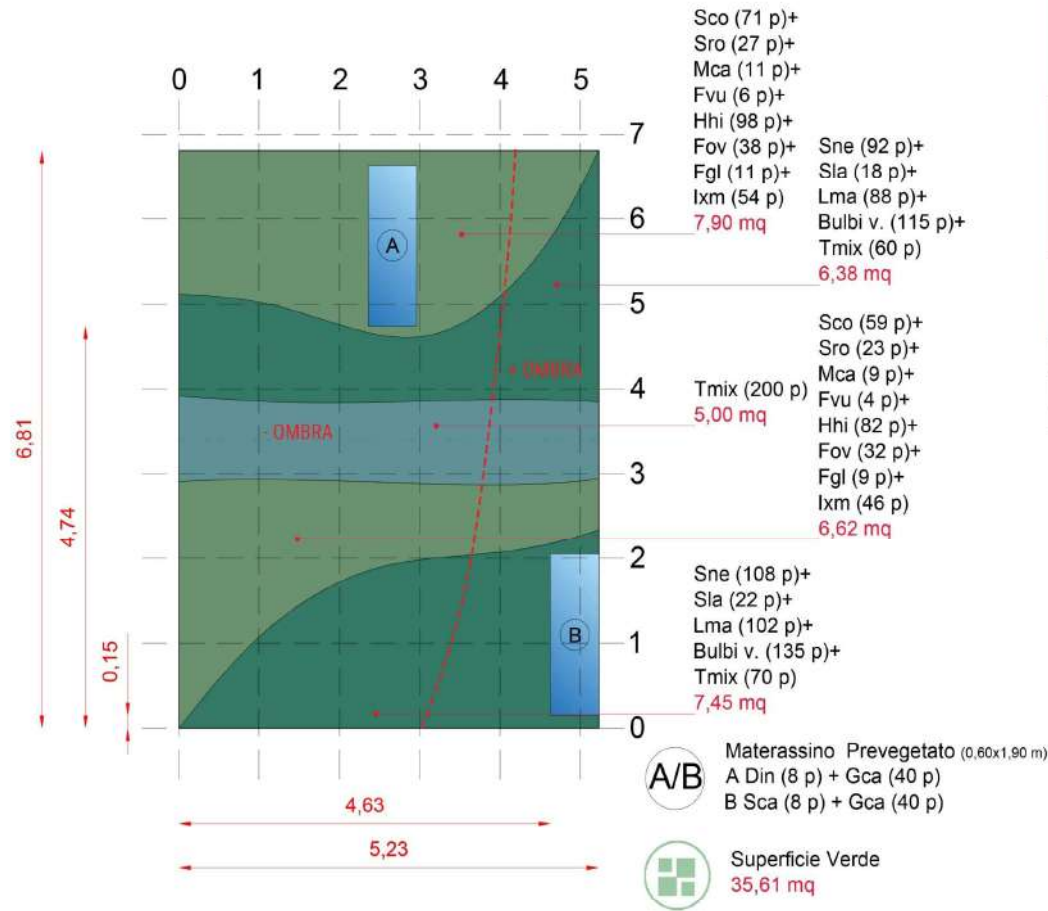 0 1 2 3 4 5
7
6
5
4
3
2
1
0
6,81
4,74
0,15
4,63
5,23
A
B
+ OMBRA
- OMBRA
Sco (71 p)+
Sro (27 p)+
Mca (11 p)+
Fvu (6 p)+
Hhi (98 p)+
Fov (38 p)+
Fgl (11 p)+
Ixm (54 p)
7,90 mq
Sne (92 p)+
Sla (18 p)+
Lma (88 p)+
Bulbi v. (115 p)+
Tmix (60 p)
6,38 mq
Tmix (200 p)
5,00 mq
Sco (59 p)+
Sro (23 p)+
Mca (9 p)+
Fvu (4 p)+
Hhi (82 p)+
Fov (32 p)+
Fgl (9 p)+
Ixm (46 p)
6,62 mq
Sne (108 p)+
Sla (22 p)+
Lma (102 p)+
Bulbi v. (135 p)+
Tmix (70 p)
7,45 mq
A/B
Materassino Prevegetato (0,60x1,90 m)
A Din (8 p) + Gca (40 p)
B Sca (8 p) + Gca (40 p)
Superficie Verde
35,61 mq